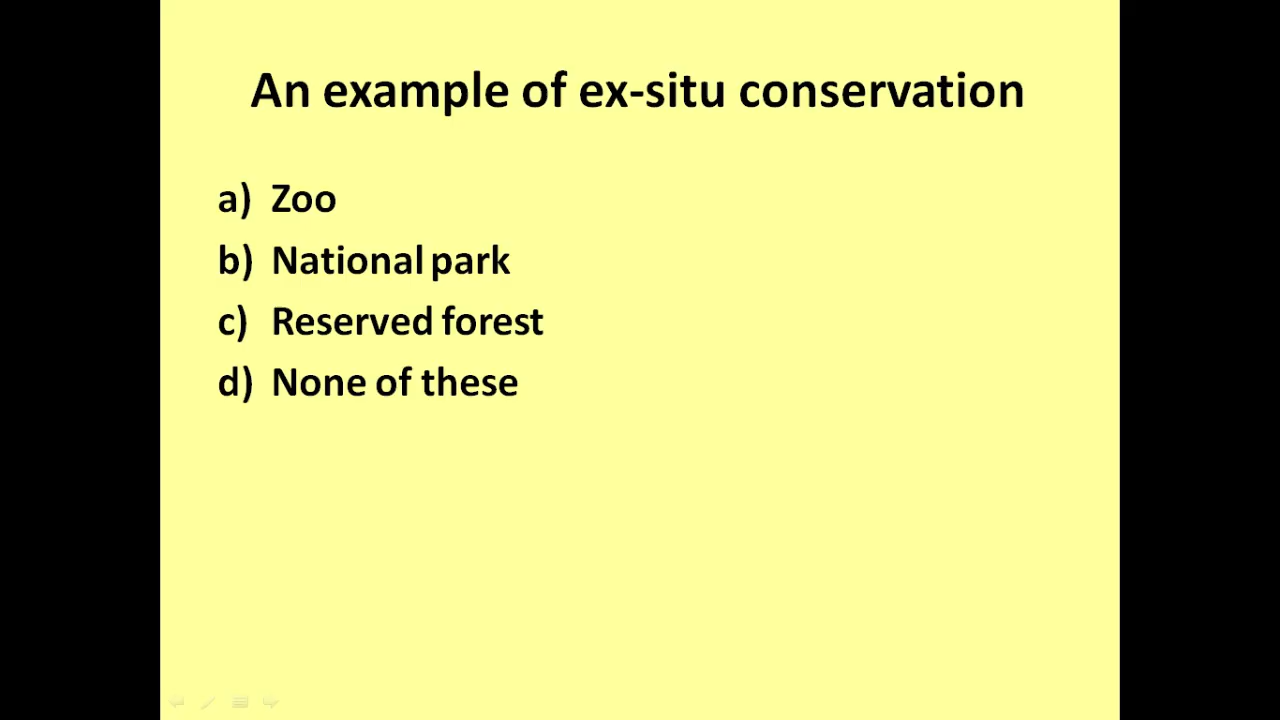 An example of ex-situ conservation
a) Zoo
b) National park
c) Reserved forest
d) None of these